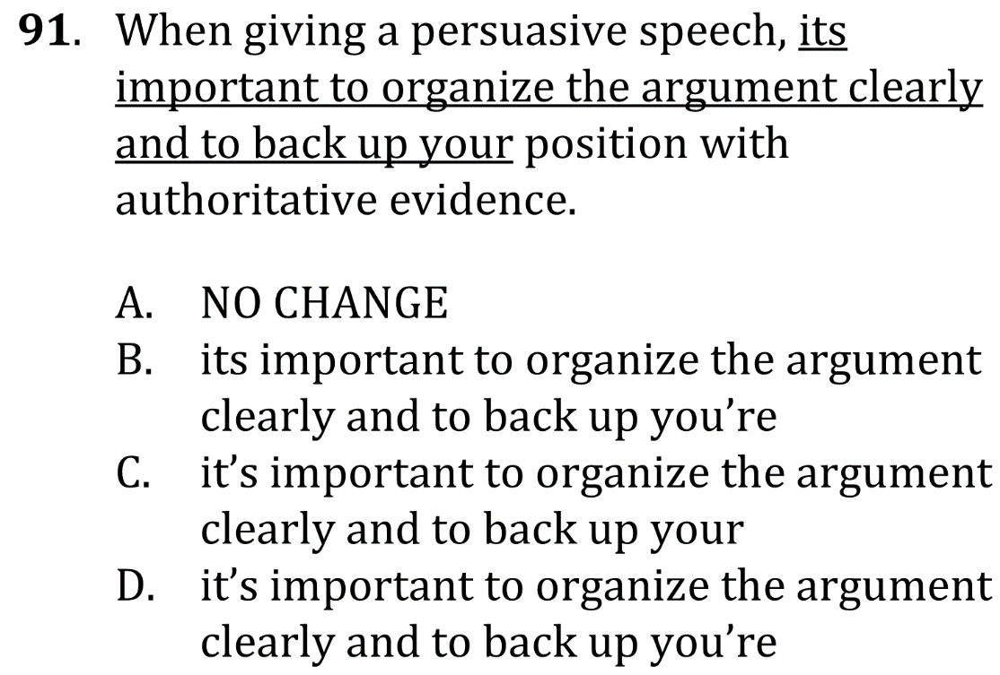 91. When giving a persuasive speech, its
important to organize the argument clearly
and to back up your position with
authoritative evidence.
A. NO CHANGE
B. its important to organize the argument
clearly and to back up you’re
C. it’s important to organize the argument
clearly and to back up your
D. it’s important to organize the argument
clearly and to back up you’re